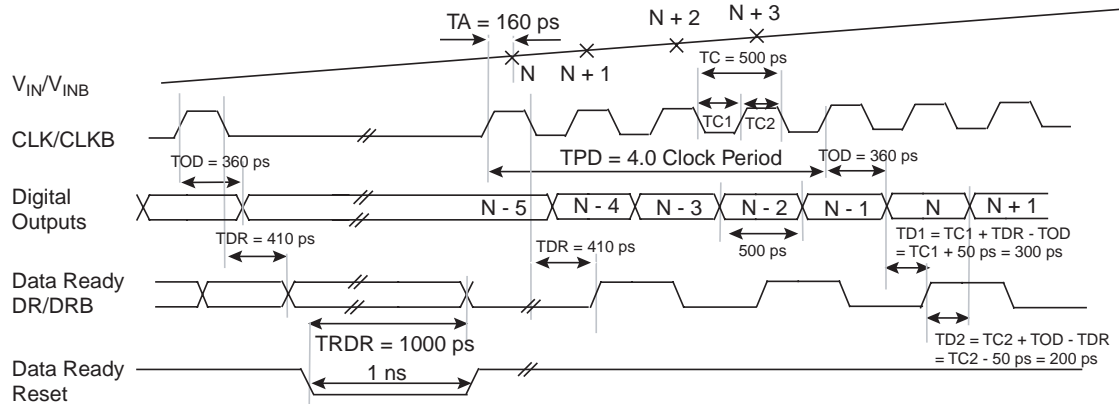 TA = 160 ps
N + 2
N + 3
N
N + 1
TC = 500 ps
VIN/VINB
TC1
TC2
CLK/CLKB
TOD = 360 ps
TPD = 4.0 Clock Period
TOD = 360 ps
Digital
Outputs
N - 5
N - 4
N - 3
N - 2
N - 1
N
N + 1
TDR = 410 ps
TDR = 410 ps
500 ps
TD1 = TC1 + TDR - TOD
= TC1 + 50 ps = 300 ps
Data Ready
DR/DRB
TRDR = 1000 ps
TD2 = TC2 + TOD - TDR
= TC2 - 50 ps = 200 ps
Data Ready
Reset
1 ns